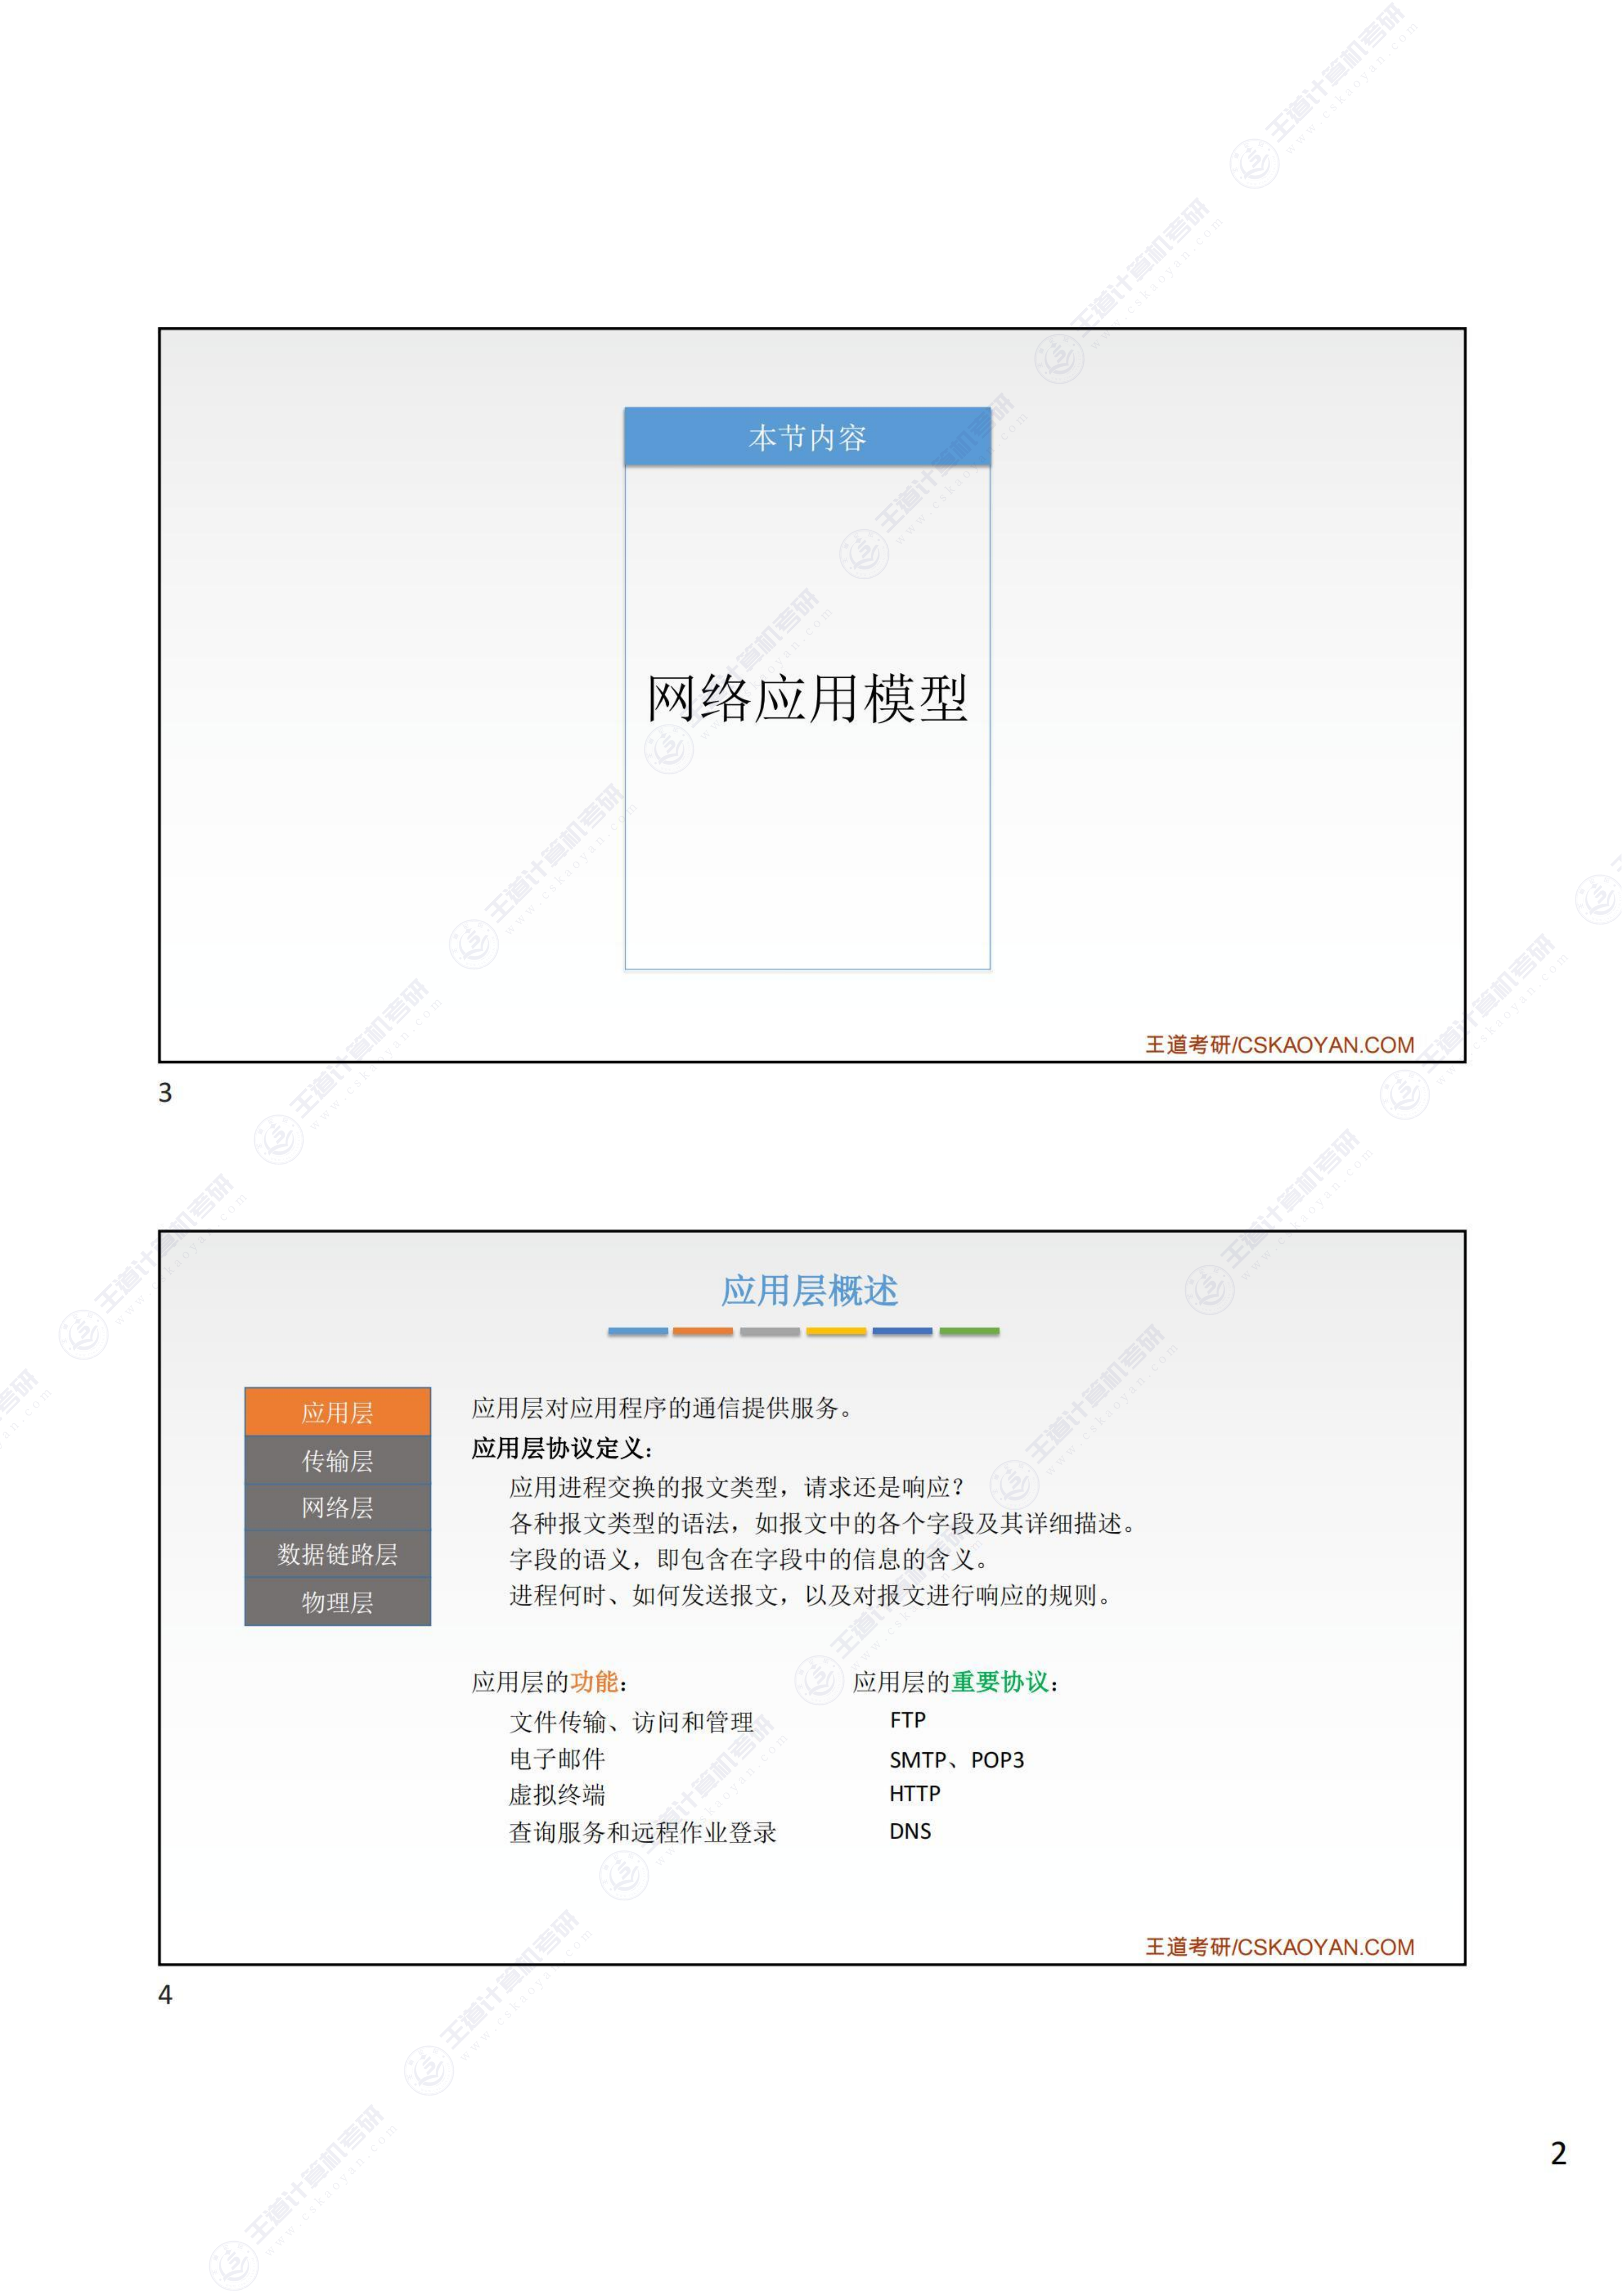 本节内容
网络应用模型
王道考研/CSKAOYAN.COM
3
应用层概述
应用层
传输层
网络层
数据链路层
物理层
应用层对应用程序的通信提供服务。
应用层协议定义：
应用进程交换的报文类型，请求还是响应？
各种报文类型的语法，如报文中的各个字段及其详细描述。
字段的语义，即包含在字段中的信息的含义。
进程何时、如何发送报文，以及对报文进行响应的规则。
应用层的功能：
文件传输、访问和管理
电子邮件
虚拟终端
查询服务和远程作业登录
应用层的重要协议：
FTP
SMTP、POP3
HTTP
DNS
王道考研/CSKAOYAN.COM
4
2
王道计算机考研
www.cskaoyan.com